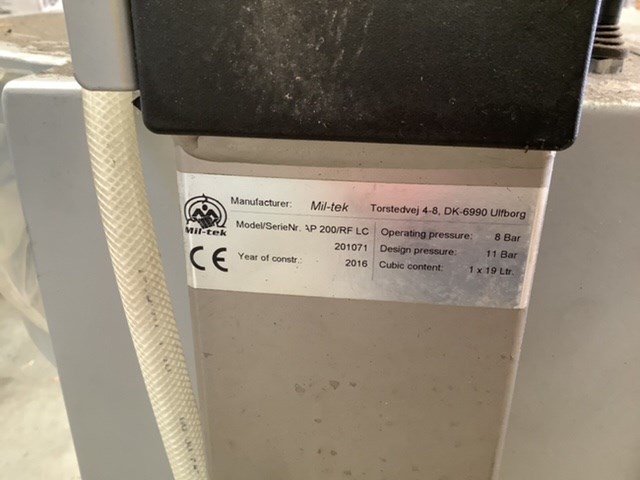 Manufacturer: Mil-tek Torstedvej 4-8, DK-6990 Ulfborg
Mil-tek
Model/SerieNr. AP 200/RF LC
201071
CE Year of constr.: 2016
Operating pressure: 8 Bar
Design pressure: 11 Bar
Cubic content: 1 x 19 Ltr.